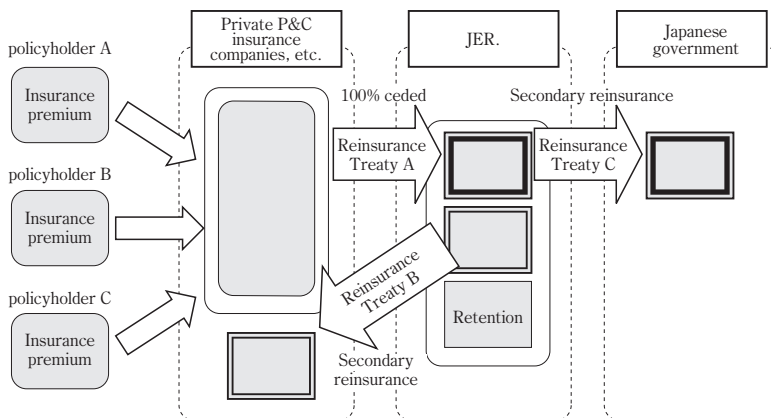 Private P&C
insurance
companies, etc.
JER.
Japanese
government
policyholder A
Insurance
premium
100% ceded
Reinsurance
Treaty A
Secondary reinsurance
Reinsurance
Treaty C
policyholder B
Insurance
premium
Reinsurance
Treaty B
policyholder C
Insurance
premium
Retention
Secondary
reinsurance